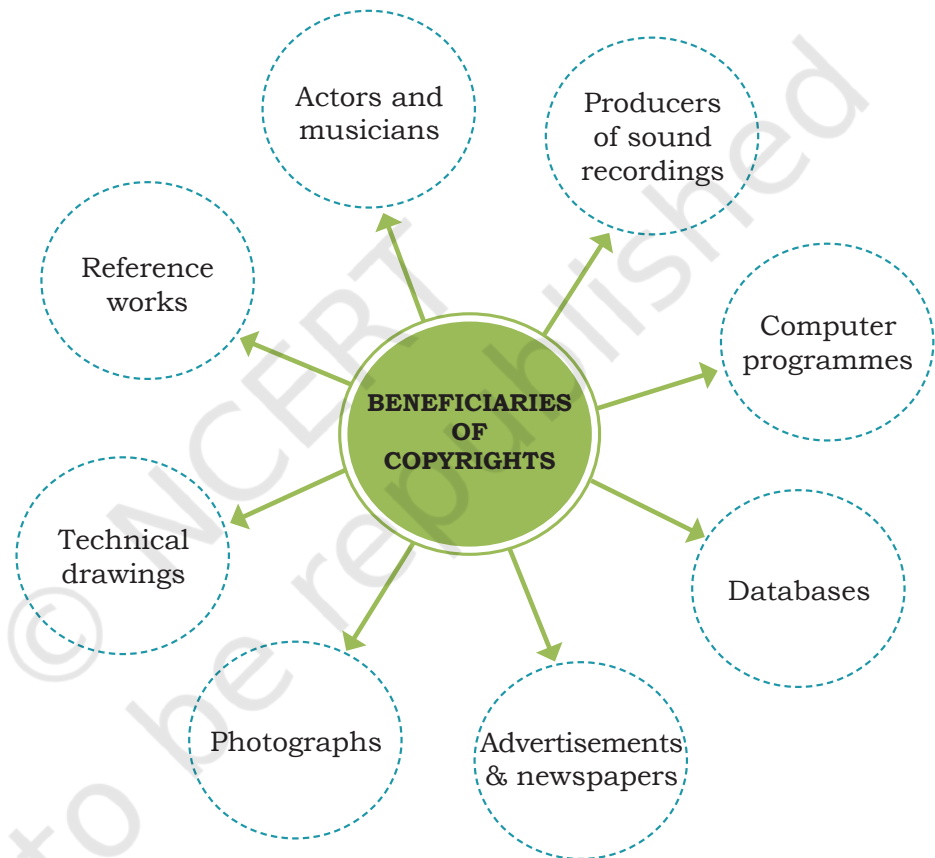 Actors and
musicians
Producers
of sound
recordings
Reference
works
Computer
programmes
BENEFICIARIES
OF
COPYRIGHTS
Technical
drawings
Databases
Photographs
Advertisements
& newspapers
© NCERT
to be republished